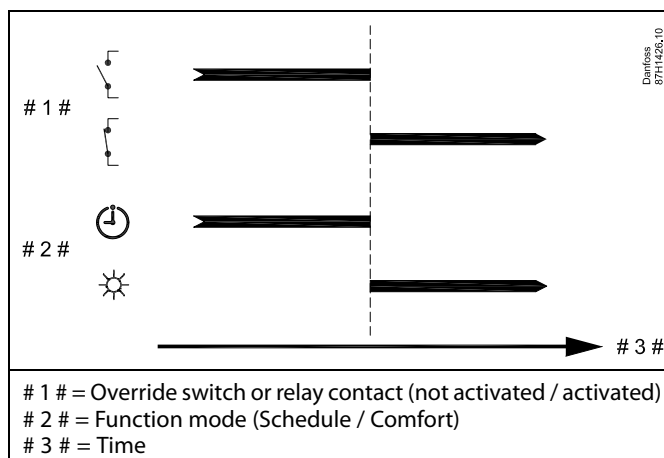 Danfoss
87H1426.10
# 1 #
# 2 #
# 3 #
# 1 # = Override switch or relay contact (not activated / activated)
# 2 # = Function mode (Schedule / Comfort)
# 3 # = Time